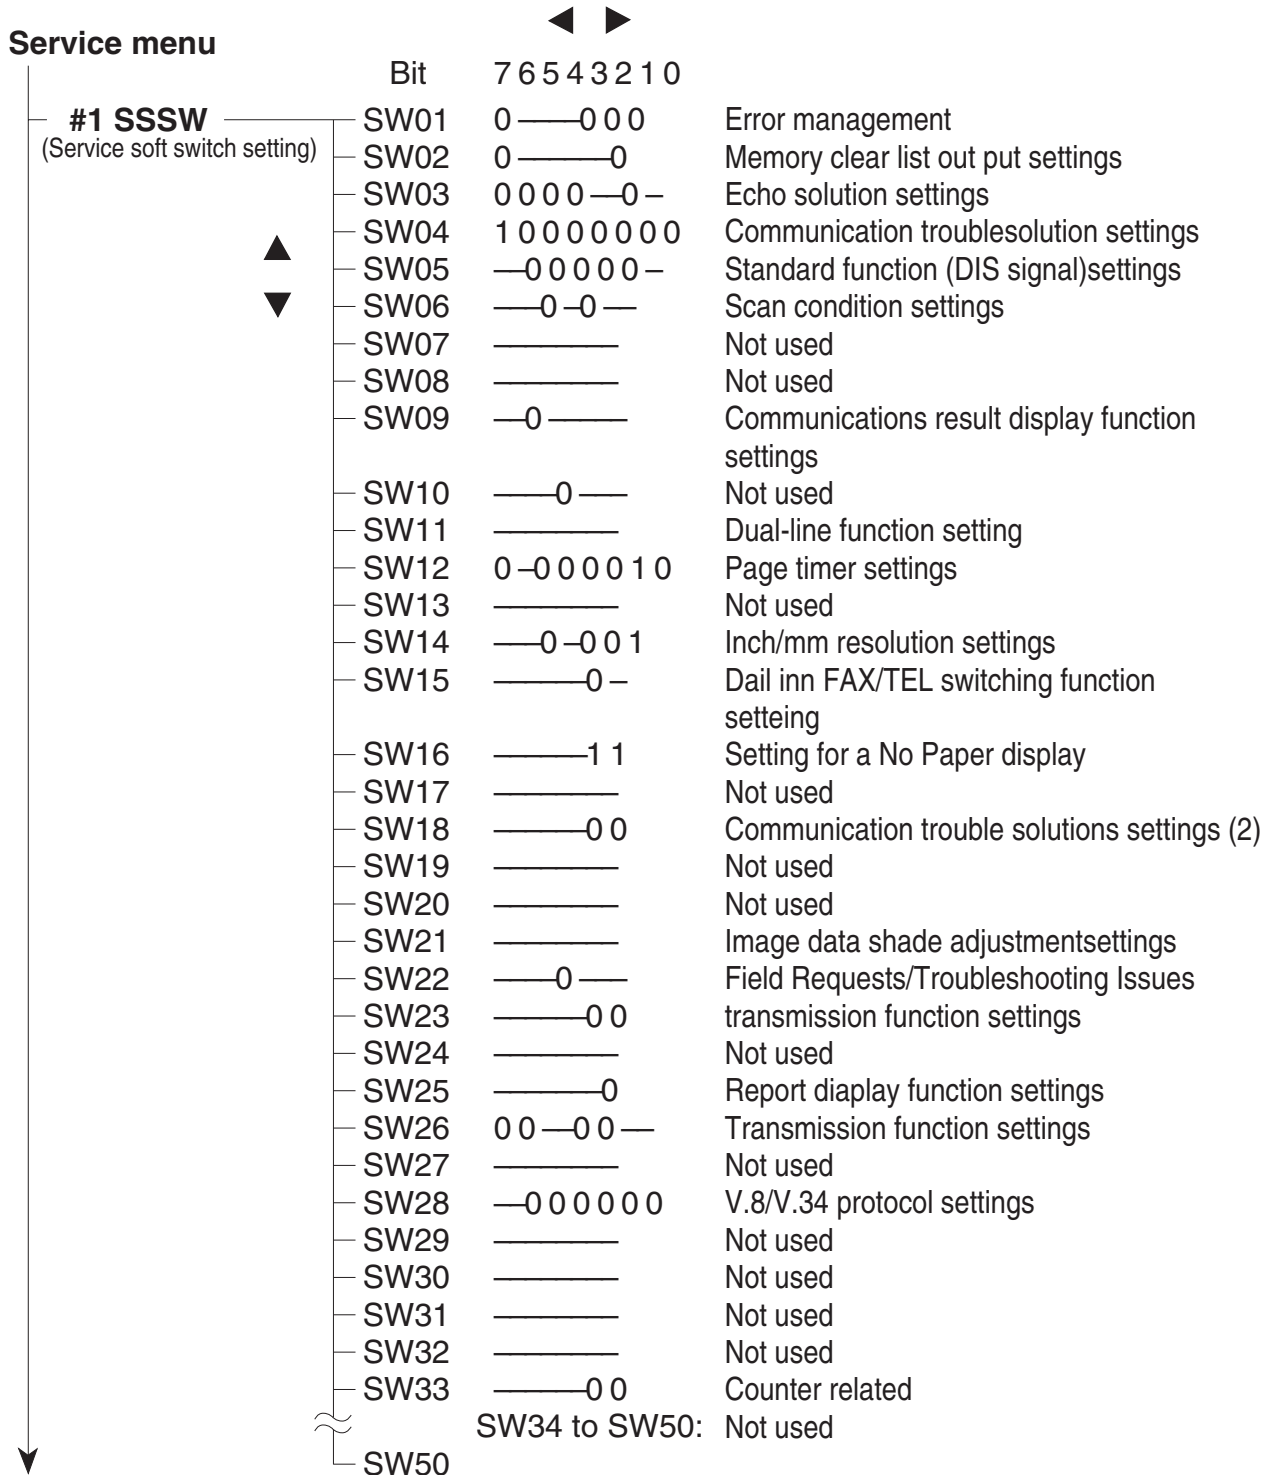 Service menu
Bit 7 6 5 4 3 2 1 0
#1 SSSW
(Service soft switch setting)
SW01 0 ––––0 0 0 Error management
SW02 0 ––––––0 Memory clear list out put settings
SW03 0 0 0 0 ––0 – Echo solution settings
SW04 1 0 0 0 0 0 0 0 Communication troublesolution settings
SW05 ––0 0 0 0 0 – Standard function (DIS signal)settings
SW06 –––0 –0 –– Scan condition settings
SW07 –––––––– Not used
SW08 –––––––– Not used
SW09 ––0 ––––– Communications result display function
settings
SW10 ––––0 ––– Not used
SW11 –––––––– Dual-line function setting
SW12 0 –0 0 0 0 1 0 Page timer settings
SW13 –––––––– Not used
SW14 –––0 –0 0 1 Inch/mm resolution settings
SW15 ––––––0 – Dail inn FAX/TEL switching function
setteing
SW16 ––––––1 1 Setting for a No Paper display
SW17 –––––––– Not used
SW18 ––––––0 0 Communication trouble solutions settings (2)
SW19 –––––––– Not used
SW20 –––––––– Not used
SW21 –––––––– Image data shade adjustmentsettings
SW22 ––––0 ––– Field Requests/Troubleshooting Issues
SW23 ––––––0 0 transmission function settings
SW24 –––––––– Not used
SW25 –––––––0 Report diaplay function settings
SW26 0 0 ––0 0 –– Transmission function settings
SW27 –––––––– Not used
SW28 ––0 0 0 0 0 0 V.8/V.34 protocol settings
SW29 –––––––– Not used
SW30 –––––––– Not used
SW31 –––––––– Not used
SW32 –––––––– Not used
SW33 ––––––0 0 Counter related
SW34 to SW50: Not used
SW50